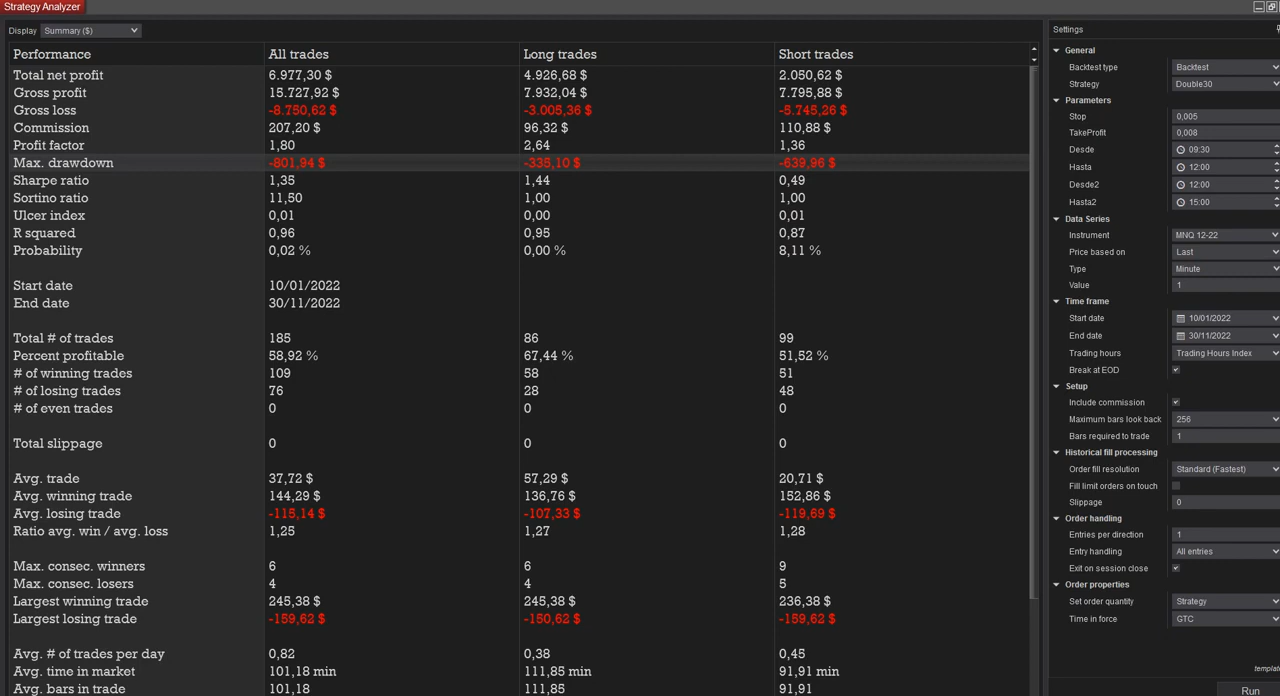 Strategy Analyzer
Display Summary ($)
Performance All trades Long trades Short trades
Total net profit 6.977,30 $ 4.926,68 $ 2.050,62 $
Gross profit 15.727,92 $ 7.932,04 $ 7.795,88 $
Gross loss -8.750,62 $ -3.005,36 $ -5.745,26 $
Commission 207,20 $ 96,32 $ 110,88 $
Profit factor 1,80 2,64 1,36
Max. drawdown -801,94 $ -335,10 $ -639,96 $
Sharpe ratio 1,35 1,44 0,49
Sortino ratio 11,50 1,00 1,00
Ulcer index 0,01 0,00 0,01
R squared 0,96 0,95 0,87
Probability 0,02 % 0,00 % 8,11 %
Start date 10/01/2022
End date 30/11/2022
Total # of trades 185 86 99
Percent profitable 58,92 % 67,44 % 51,52 %
# of winning trades 109 58 51
# of losing trades 76 28 48
# of even trades 0 0 0
Total slippage 0 0 0
Avg. trade 37,72 $ 57,29 $ 20,71 $
Avg. winning trade 144,29 $ 136,76 $ 152,86 $
Avg. losing trade -115,14 $ -107,33 $ -119,69 $
Ratio avg. win / avg. loss 1,25 1,27 1,28
Max. consec. winners 6 6 9
Max. consec. losers 4 4 5
Largest winning trade 245,38 $ 245,38 $ 236,38 $
Largest losing trade -159,62 $ -150,62 $ -159,62 $
Avg. # of trades per day 0,82 0,38 0,45
Avg. time in market 101,18 min 111,85 min 91,91 min
Avg. bars in trade 101,18 111,85 91,91
Settings
General
Backtest type Backtest
Strategy Double30
Parameters
Stop 0,005
TakeProfit 0,008
Desde 09:30
Hasta 12:00
Desde2 12:00
Hasta2 15:00
Data Series
Instrument MNQ 12-22
Price based on Last
Type Minute
Value 1
Time frame
Start date 10/01/2022
End date 30/11/2022
Trading hours Trading Hours Index
Break at EOD
Setup
Include commission
Maximum bars look back 256
Bars required to trade 1
Historical fill processing
Order fill resolution Standard (Fastest)
Fill limit orders on touch
Slippage 0
Order handling
Entries per direction 1
Entry handling All entries
Exit on session close
Order properties
Set order quantity Strategy
Time in force GTC
template
Run